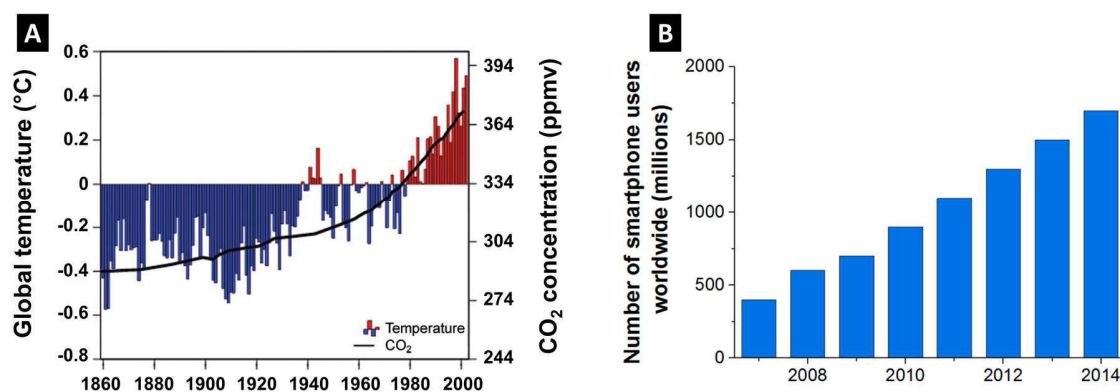 A
Global temperature (°C)
0.6
0.4
0.2
0
-0.2
-0.4
-0.6
-0.8
1860 1880 1900 1920 1940 1960 1980 2000
Temperature
CO₂
394
364
334
304
274
244
CO₂ concentration (ppmv)
B
Number of smartphone users
worldwide (millions)
2000
1500
1000
500
0
2008 2010 2012 2014